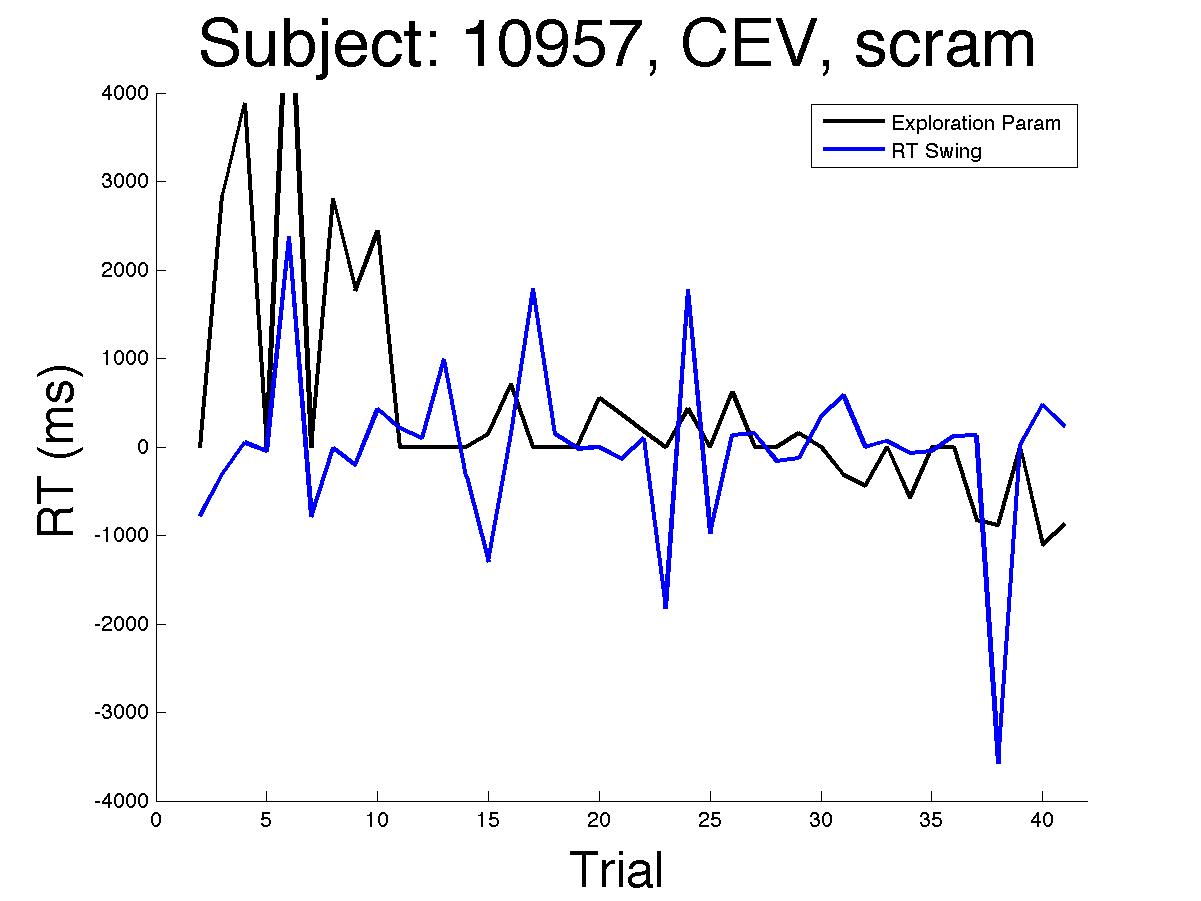 Subject: 10957, CEV, scram
4000
3000
2000
1000
0
-1000
-2000
-3000
-4000
RT (ms)
Exploration Param
RT Swing
0 5 10 15 20 25 30 35 40
Trial